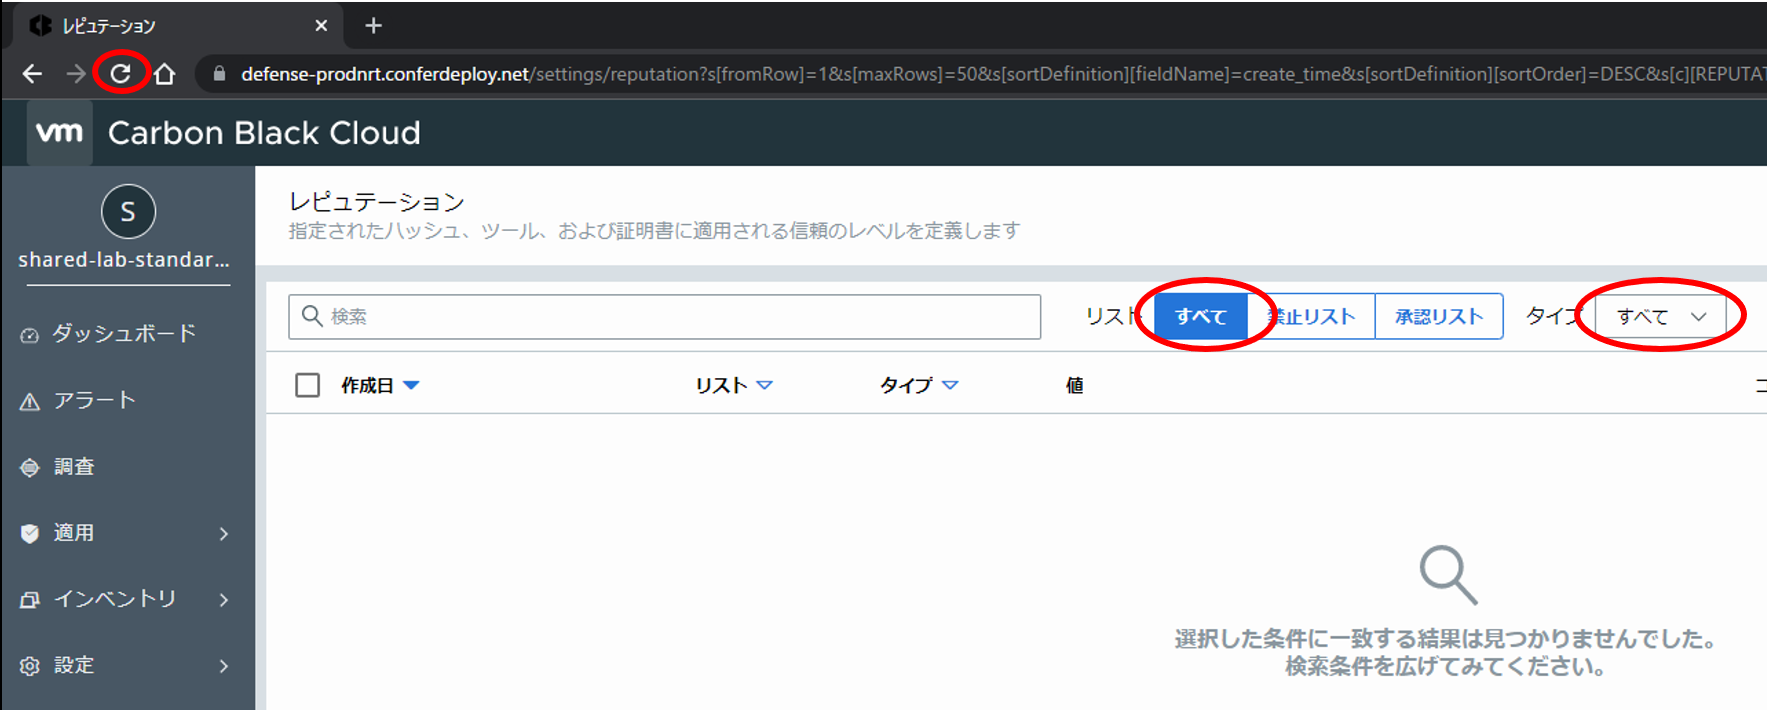 レピュテーション
defense-prodnrt.conferdeploy.net/settings/reputation?s[fromRow]=1&s[maxRows]=50&s[sortDefinition][fieldName]=create_time&s[sortDefinition][sortOrder]=DESC&s[c][REPUTAT
vm Carbon Black Cloud
S
shared-lab-standar...
ダッシュボード
アラート
調査
適用
インベントリ
設定
レピュテーション
指定されたハッシュ、ツール、および証明書に適用される信頼のレベルを定義します
検索 リスト すべて 禁止リスト 承認リスト タイプ すべて
作成日 リスト タイプ 値
選択した条件に一致する結果は見つかりませんでした。
検索条件を広げてみてください。